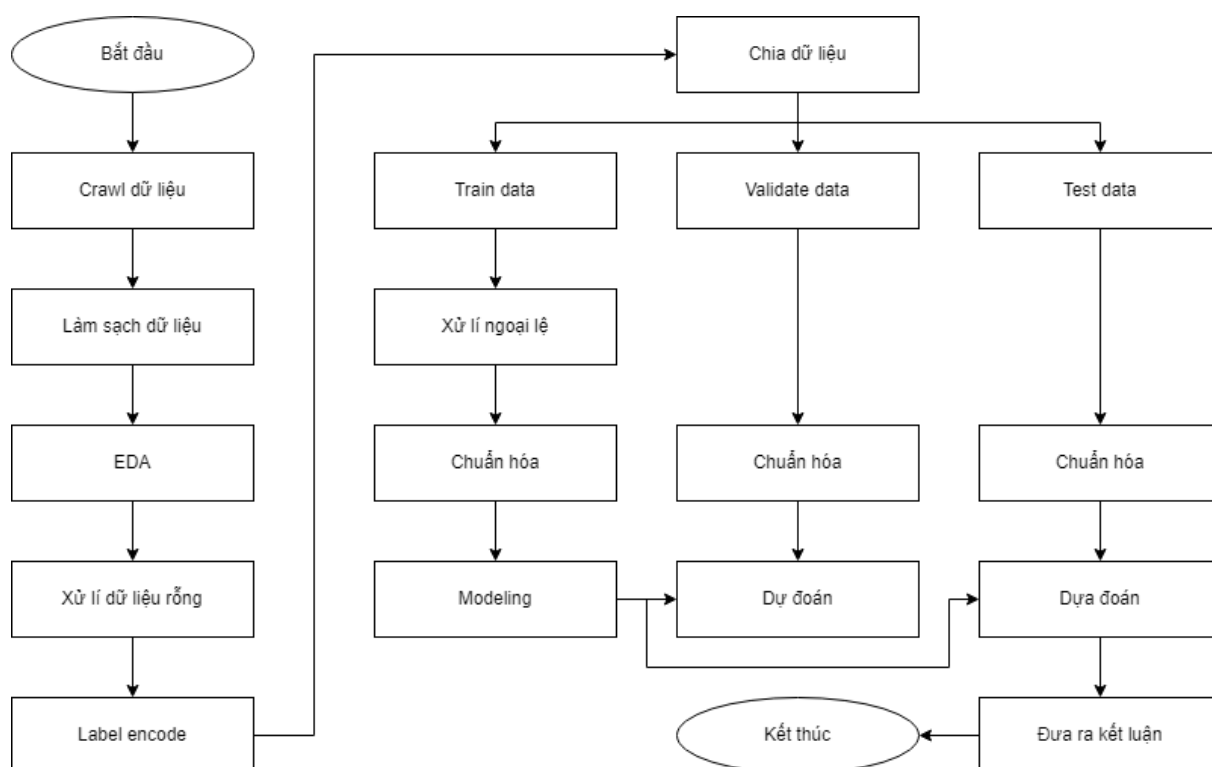 Bắt đầu
Crawl dữ liệu
Làm sạch dữ liệu
EDA
Xử lí dữ liệu rỗng
Label encode
Chia dữ liệu
Train data
Validate data
Test data
Xử lí ngoại lệ
Chuẩn hóa
Chuẩn hóa
Chuẩn hóa
Modeling
Dự đoán
Dựa đoán
Kết thúc
Đưa ra kết luận